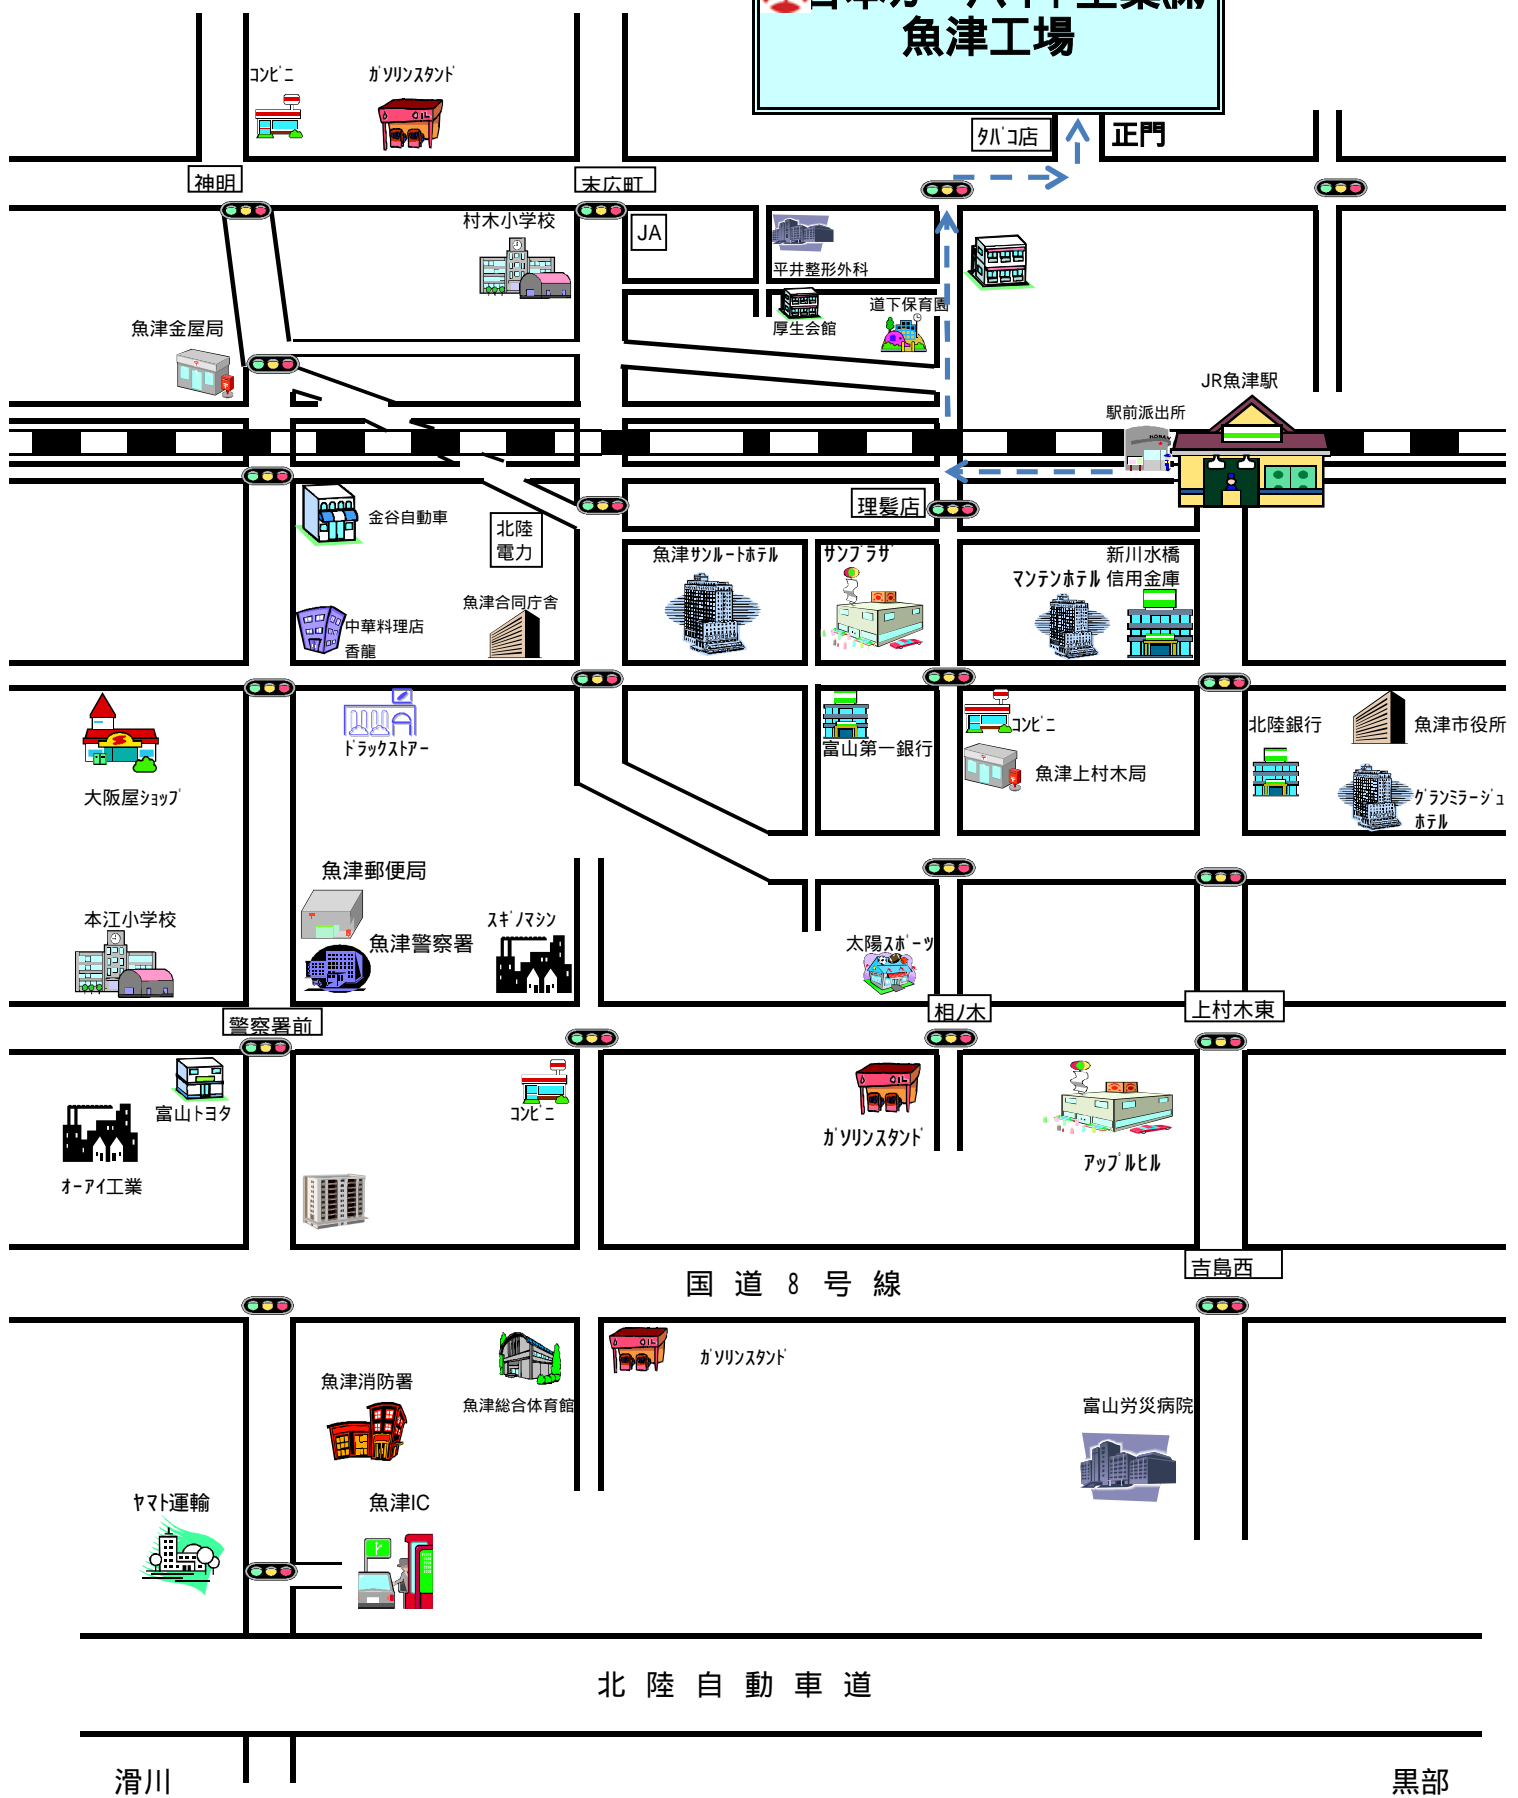 魚津工場
コンビニ
ガソリンスタンド
タバコ店
正門
神明
末広町
村木小学校
JA
平井整形外科
厚生会館
道下保育園
魚津金屋局
JR魚津駅
駅前派出所
理髪店
金谷自動車
北陸
電力
魚津サンルートホテル
サンプラザ
新川水橋
信用金庫
マンテンホテル
魚津合同庁舎
中華料理店
香龍
ドラックストアー
富山第一銀行
コンビニ
魚津上村木局
北陸銀行
魚津市役所
グランミラージュ
ホテル
大阪屋ショップ
魚津郵便局
本江小学校
魚津警察署
スギノマシン
太陽スポーツ
警察署前
相ノ木
上村木東
富山トヨタ
コンビニ
ガソリンスタンド
アップルヒル
オーアイ工業
吉島西
国道8号線
ガソリンスタンド
魚津消防署
魚津総合体育館
富山労災病院
ヤマト運輸
魚津IC
北陸自動車道
滑川
黒部